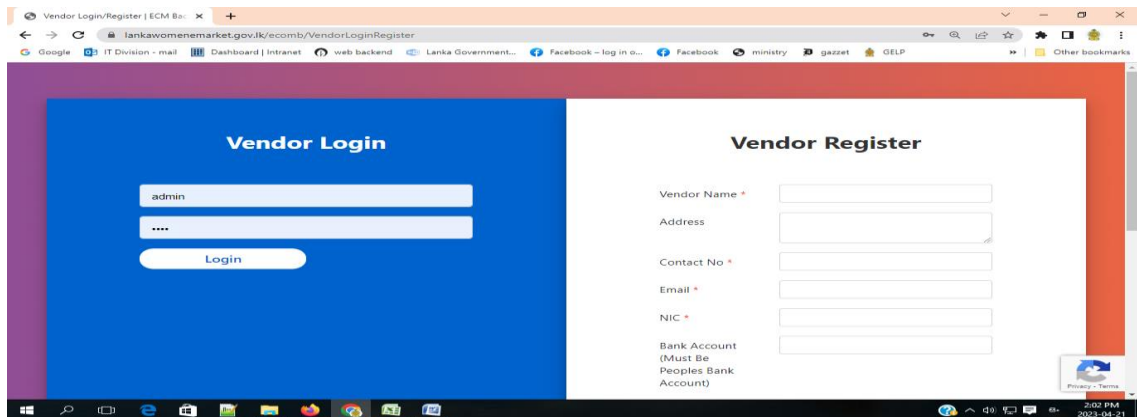 Vendor Login/Register | ECM Bac
lankawomenemarket.gov.lk/ecomb/VendorLoginRegister
Google IT Division - mail Dashboard | Intranet web backend Lanka Government... Facebook – log in o... Facebook ministry gazzet GELP Other bookmarks
Vendor Login
admin
Login
Vendor Register
Vendor Name *
Address
Contact No *
Email *
NIC *
Bank Account
(Must Be
Peoples Bank
Account)
Privacy - Terms
2:02 PM
2023-04-21